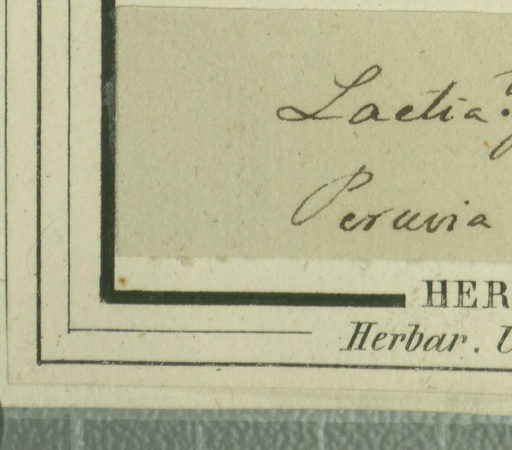 Laetia?
Peruvia
HER
Herbar. U